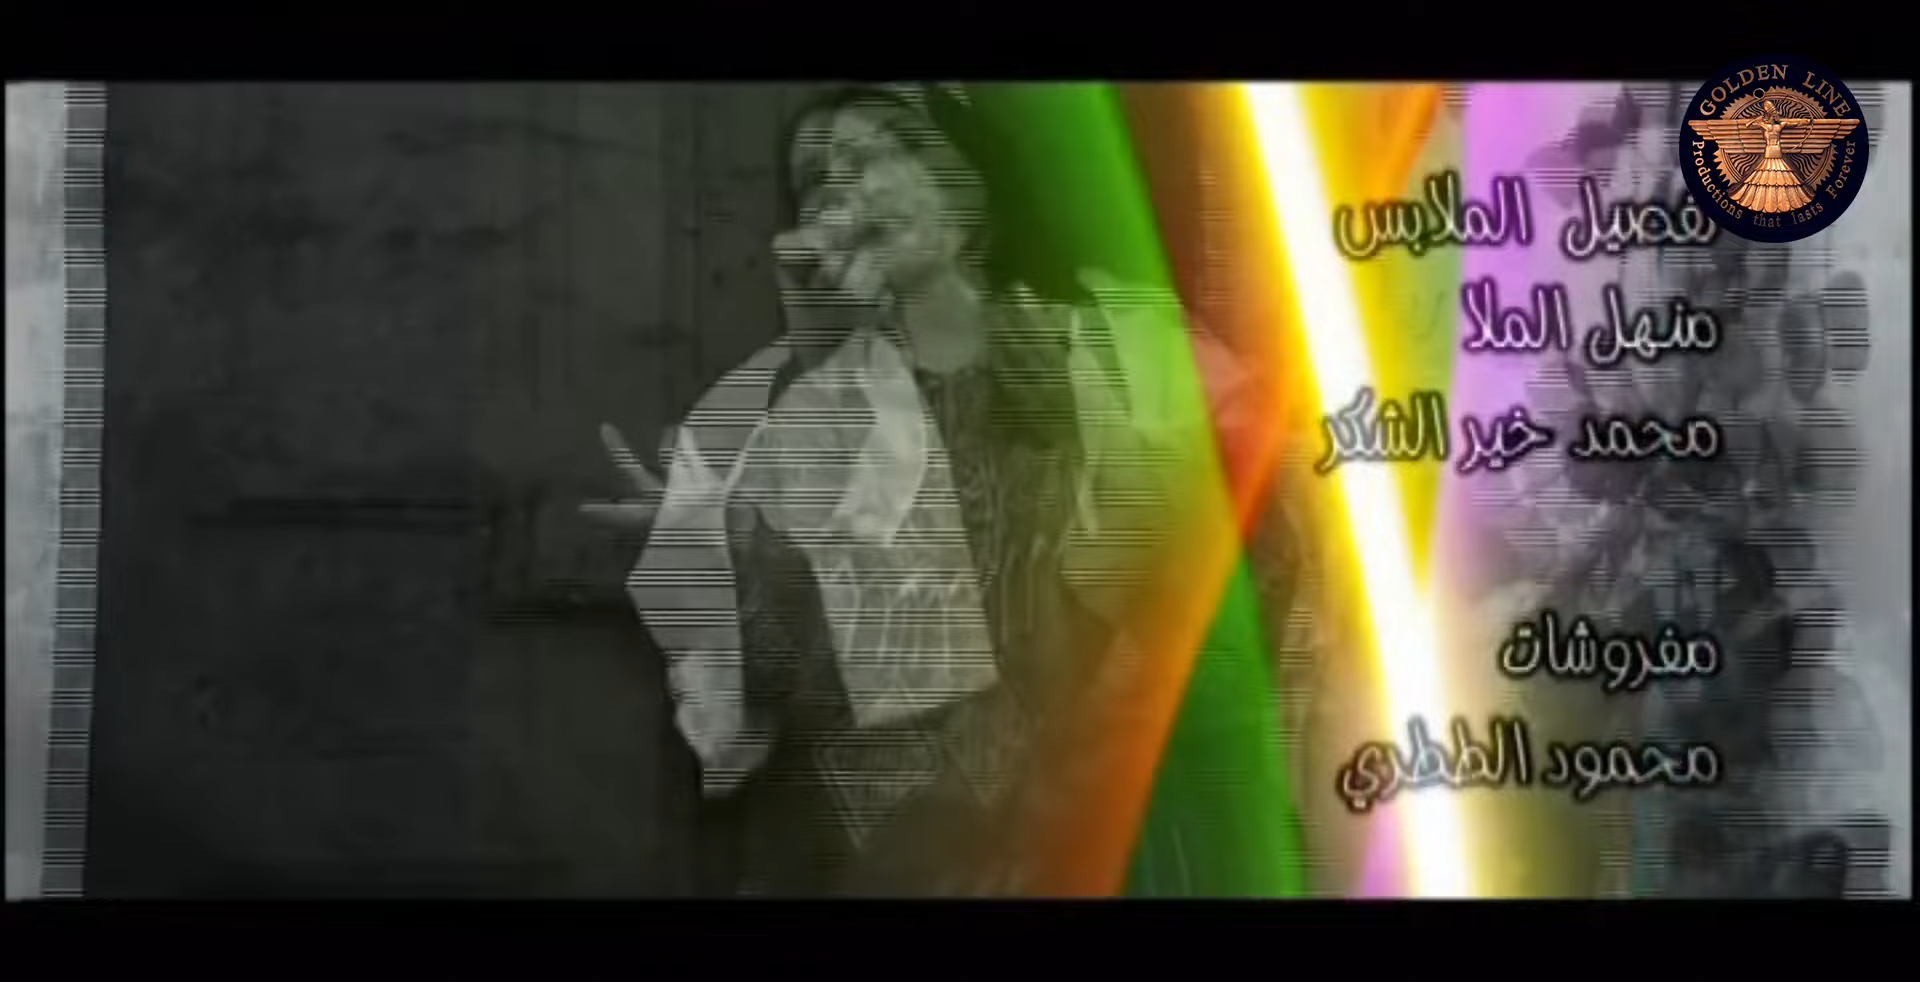 GOLDEN LINE
Productions that lasts Forever
تفصيل الملابس
منهل الملا
محمد خير الشكر
مفروشات
محمود الططري